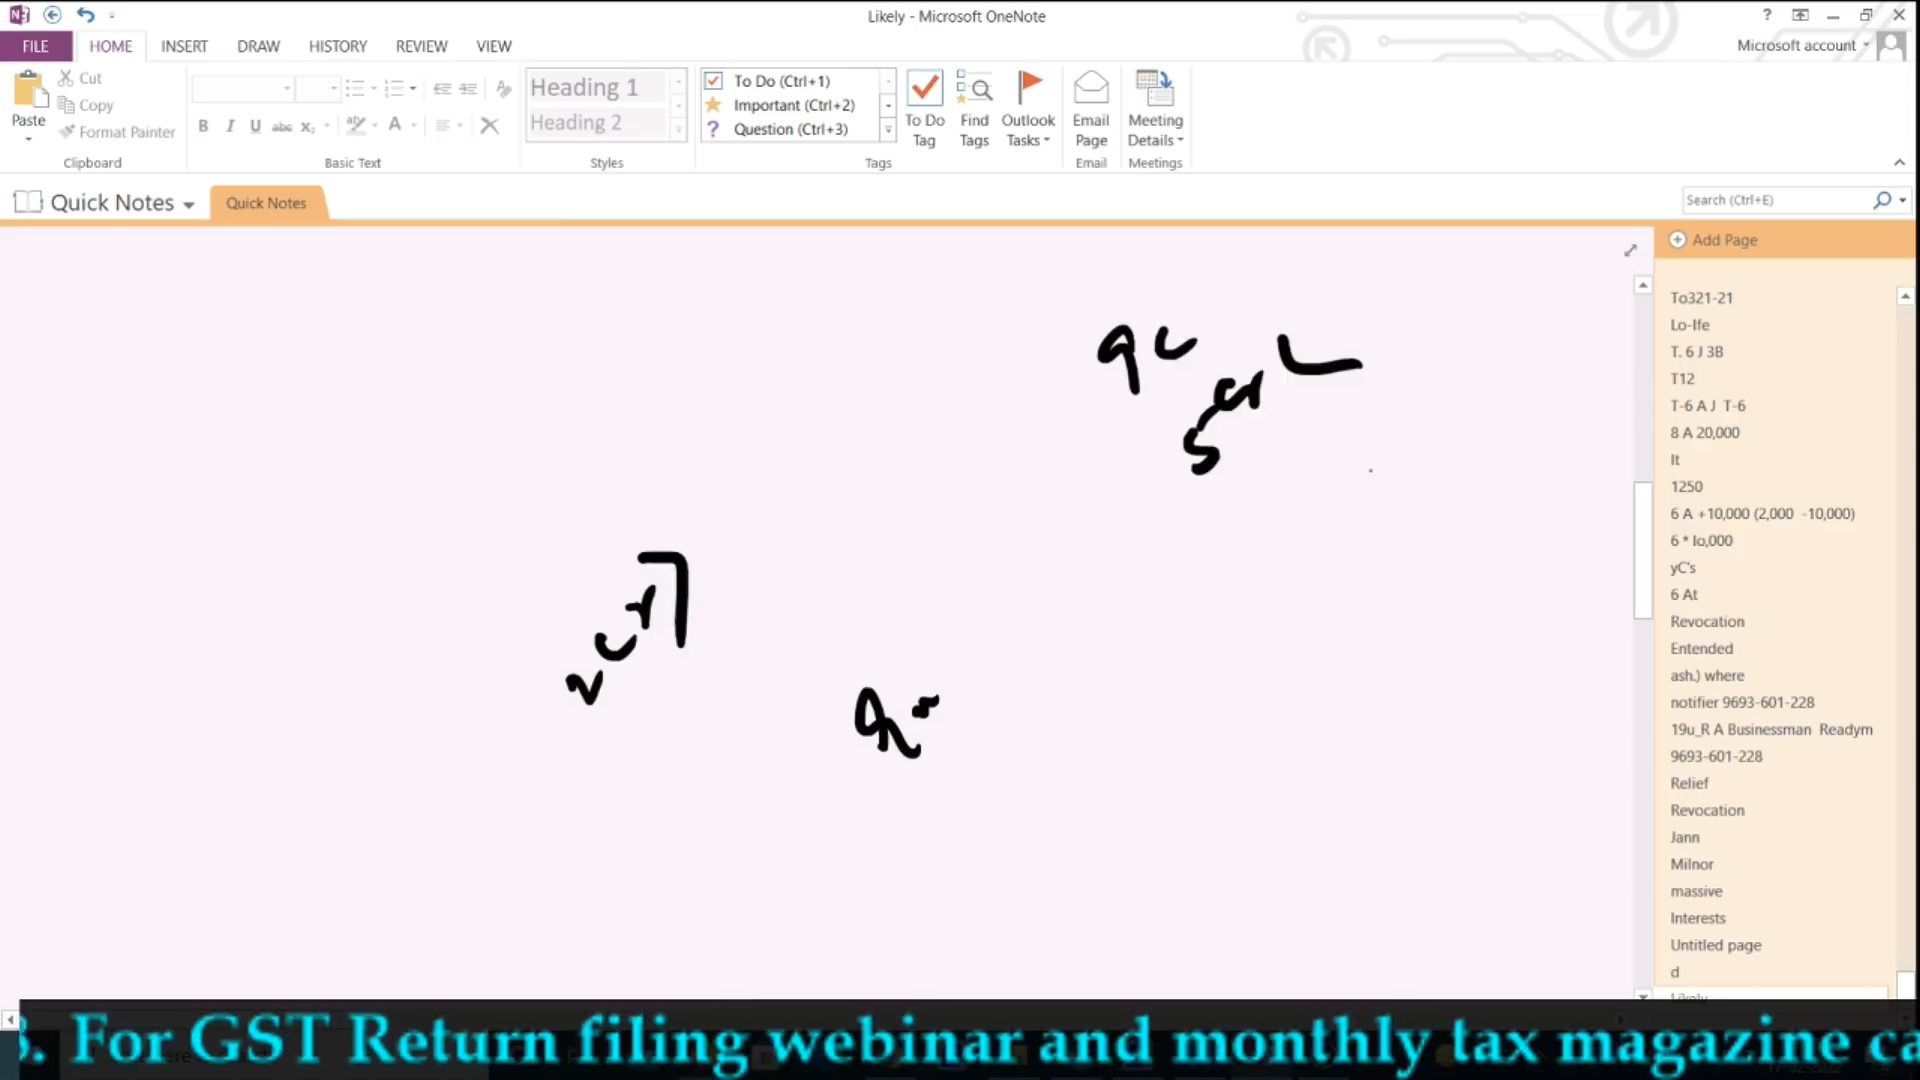 Likely - Microsoft OneNote
?
FILE HOME INSERT DRAW HISTORY REVIEW VIEW
Microsoft account
Paste
Cut
Copy
Format Painter
Clipboard
B I U abc X₂ A
Basic Text
Heading 1
Heading 2
Styles
To Do (Ctrl+1)
Important (Ctrl+2)
? Question (Ctrl+3)
Tags
To Do Tag
Find Tags
Outlook Tasks
Email Page
Email
Meeting Details
Meetings
Quick Notes
Quick Notes
Search (Ctrl+E)
Add Page
To321-21
Lo-Ife
T. 6 J 3B
T12
T-6 A J T-6
8 A 20,000
It
1250
6 A +10,000 (2,000 -10,000)
6 * Io,000
yC's
6 At
Revocation
Entended
ash.) where
notifier 9693-601-228
19u_R A Businessman Readym
9693-601-228
Relief
Revocation
Jann
Milnor
massive
Interests
Untitled page
d
Likely
3. For GST Return filing webinar and monthly tax magazine ca